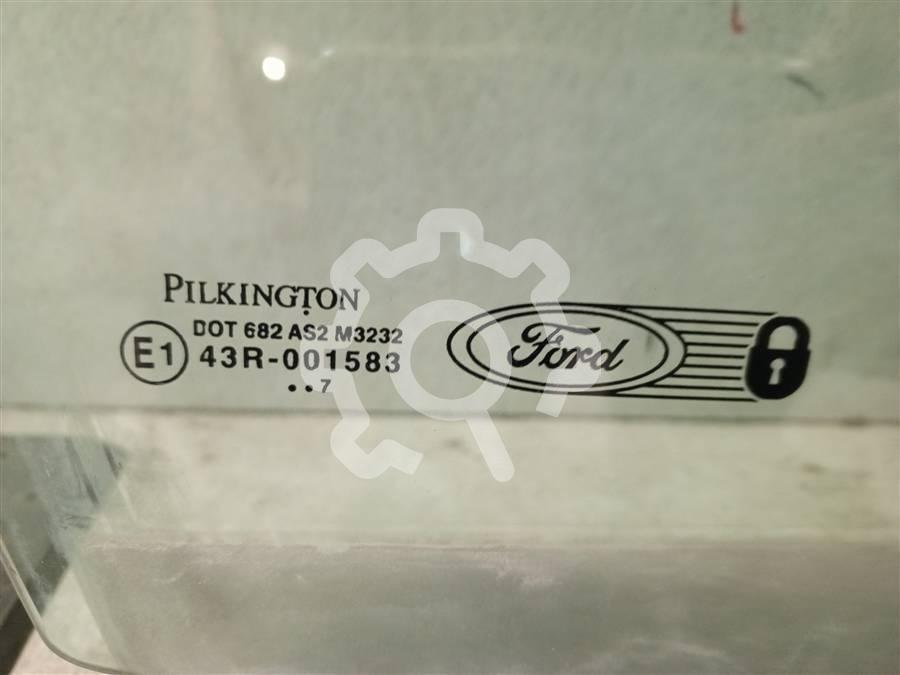 PILKINGTON
DOT 682 AS2 M3232
E1
43R-001583
..7
Ford